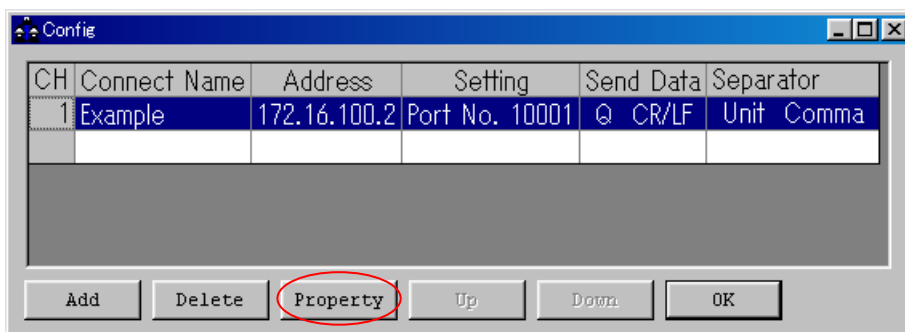 Config
CH Connect Name Address Setting Send Data Separator
1 Example 172.16.100.2 Port No. 10001 Q CR/LF Unit Comma
Add Delete Property Up Down OK